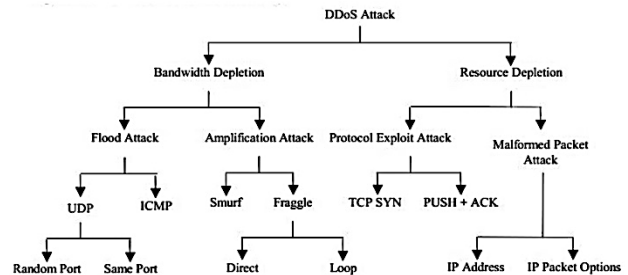 DDoS Attack
Bandwidth Depletion
Resource Depletion
Flood Attack
Amplification Attack
Protocol Exploit Attack
Malformed Packet
Attack
UDP
ICMP
Smurf
Fraggle
TCP SYN
PUSH + ACK
Random Port
Same Port
Direct
Loop
IP Address
IP Packet Options